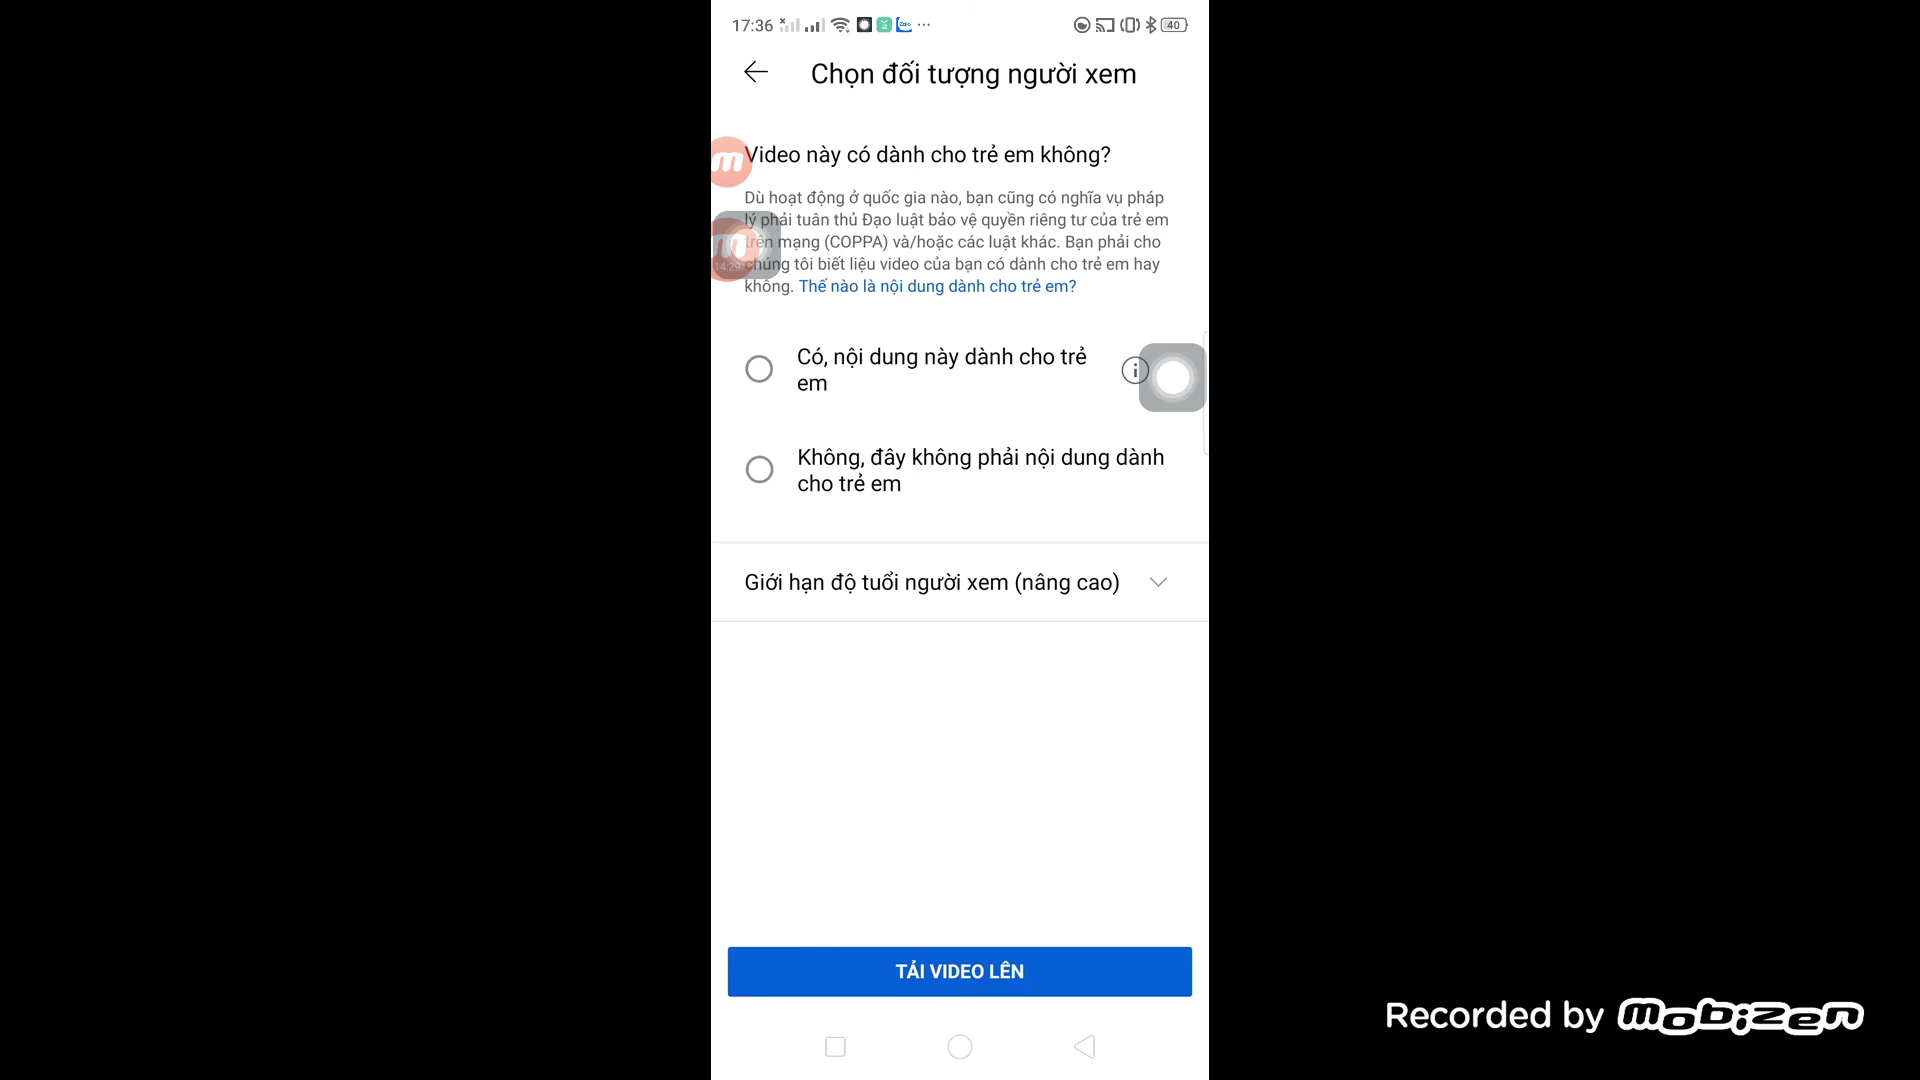 17:36
Zalo
40
Chọn đối tượng người xem
Video này có dành cho trẻ em không?
Dù hoạt động ở quốc gia nào, bạn cũng có nghĩa vụ pháp
lý phải tuân thủ Đạo luật bảo vệ quyền riêng tư của trẻ em
trên mạng (COPPA) và/hoặc các luật khác. Bạn phải cho
14:29
chúng tôi biết liệu video của bạn có dành cho trẻ em hay
không. Thế nào là nội dung dành cho trẻ em?
Có, nội dung này dành cho trẻ
em
Không, đây không phải nội dung dành
cho trẻ em
Giới hạn độ tuổi người xem (nâng cao)
TẢI VIDEO LÊN
Recorded by mobizen